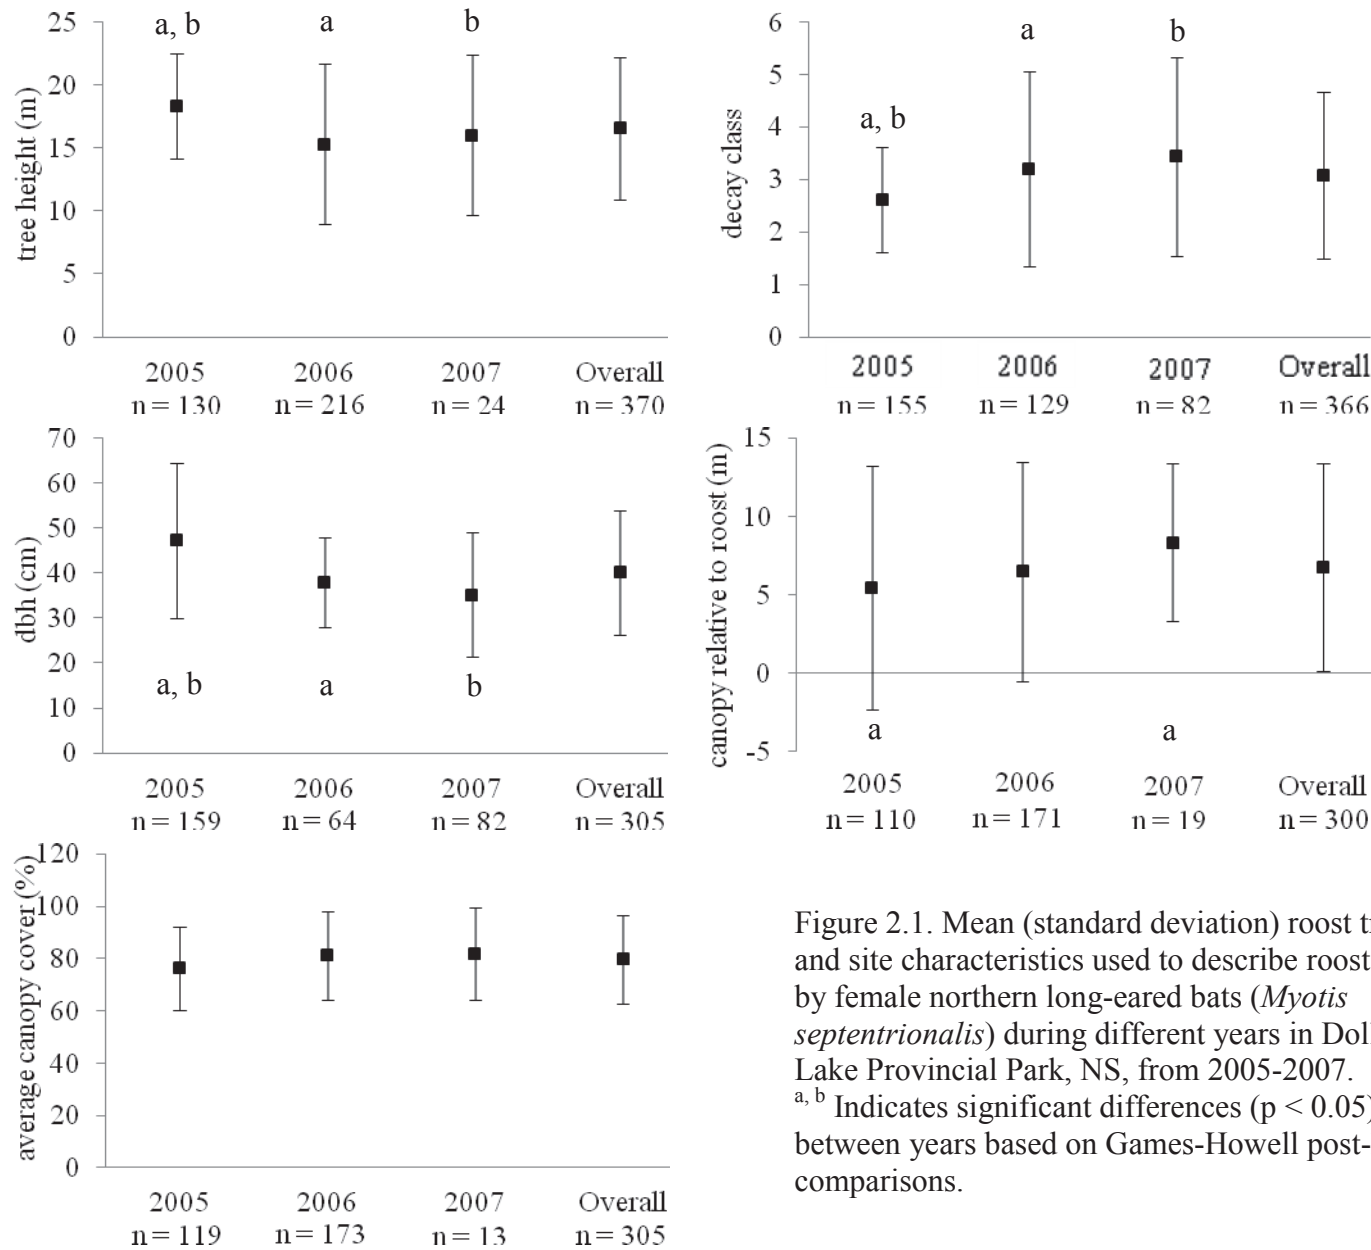 25
20
15
10
5
0
tree height (m)
a, b
a
b
2005
2006
2007
Overall
n = 130
n = 216
n = 24
n = 370
6
5
4
3
2
1
0
decay class
a, b
a
b
2005
2006
2007
Overall
n = 155
n = 129
n = 82
n = 366
70
60
50
40
30
20
10
0
dbh (cm)
a, b
a
b
2005
2006
2007
Overall
n = 159
n = 64
n = 82
n = 305
15
10
5
0
-5
canopy relative to roost (m)
a
a
2005
2006
2007
Overall
n = 110
n = 171
n = 19
n = 300
120
100
80
60
40
20
0
average canopy cover (%)
2005
2006
2007
Overall
n = 119
n = 173
n = 13
n = 305
Figure 2.1. Mean (standard deviation) roost
and site characteristics used to describe roost
by female northern long-eared bats (Myotis
septentrionalis) during different years in Doll
Lake Provincial Park, NS, from 2005-2007.
a, b Indicates significant differences (p < 0.05)
between years based on Games-Howell post-
comparisons.